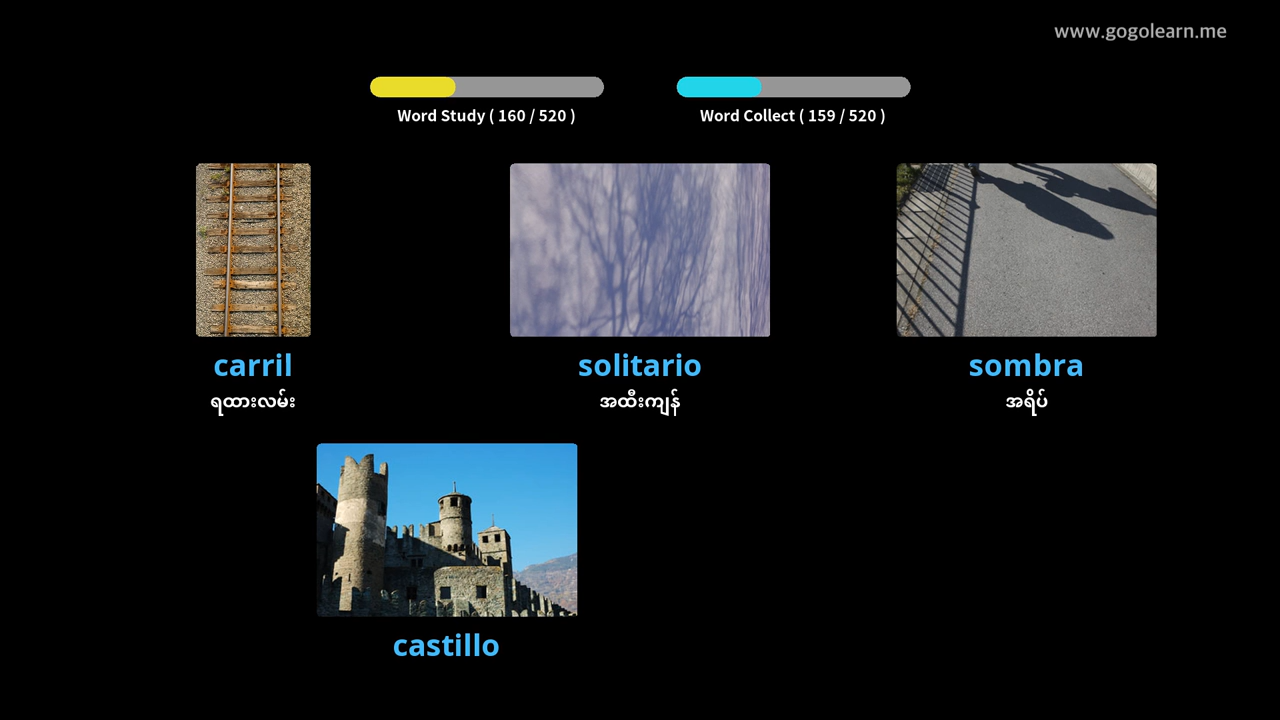 www.gogolearn.me
Word Study ( 160 / 520 )
Word Collect ( 159 / 520 )
carril
solitario
sombra
ရထားလမ်း
အထီးကျန်
အရိပ်
castillo